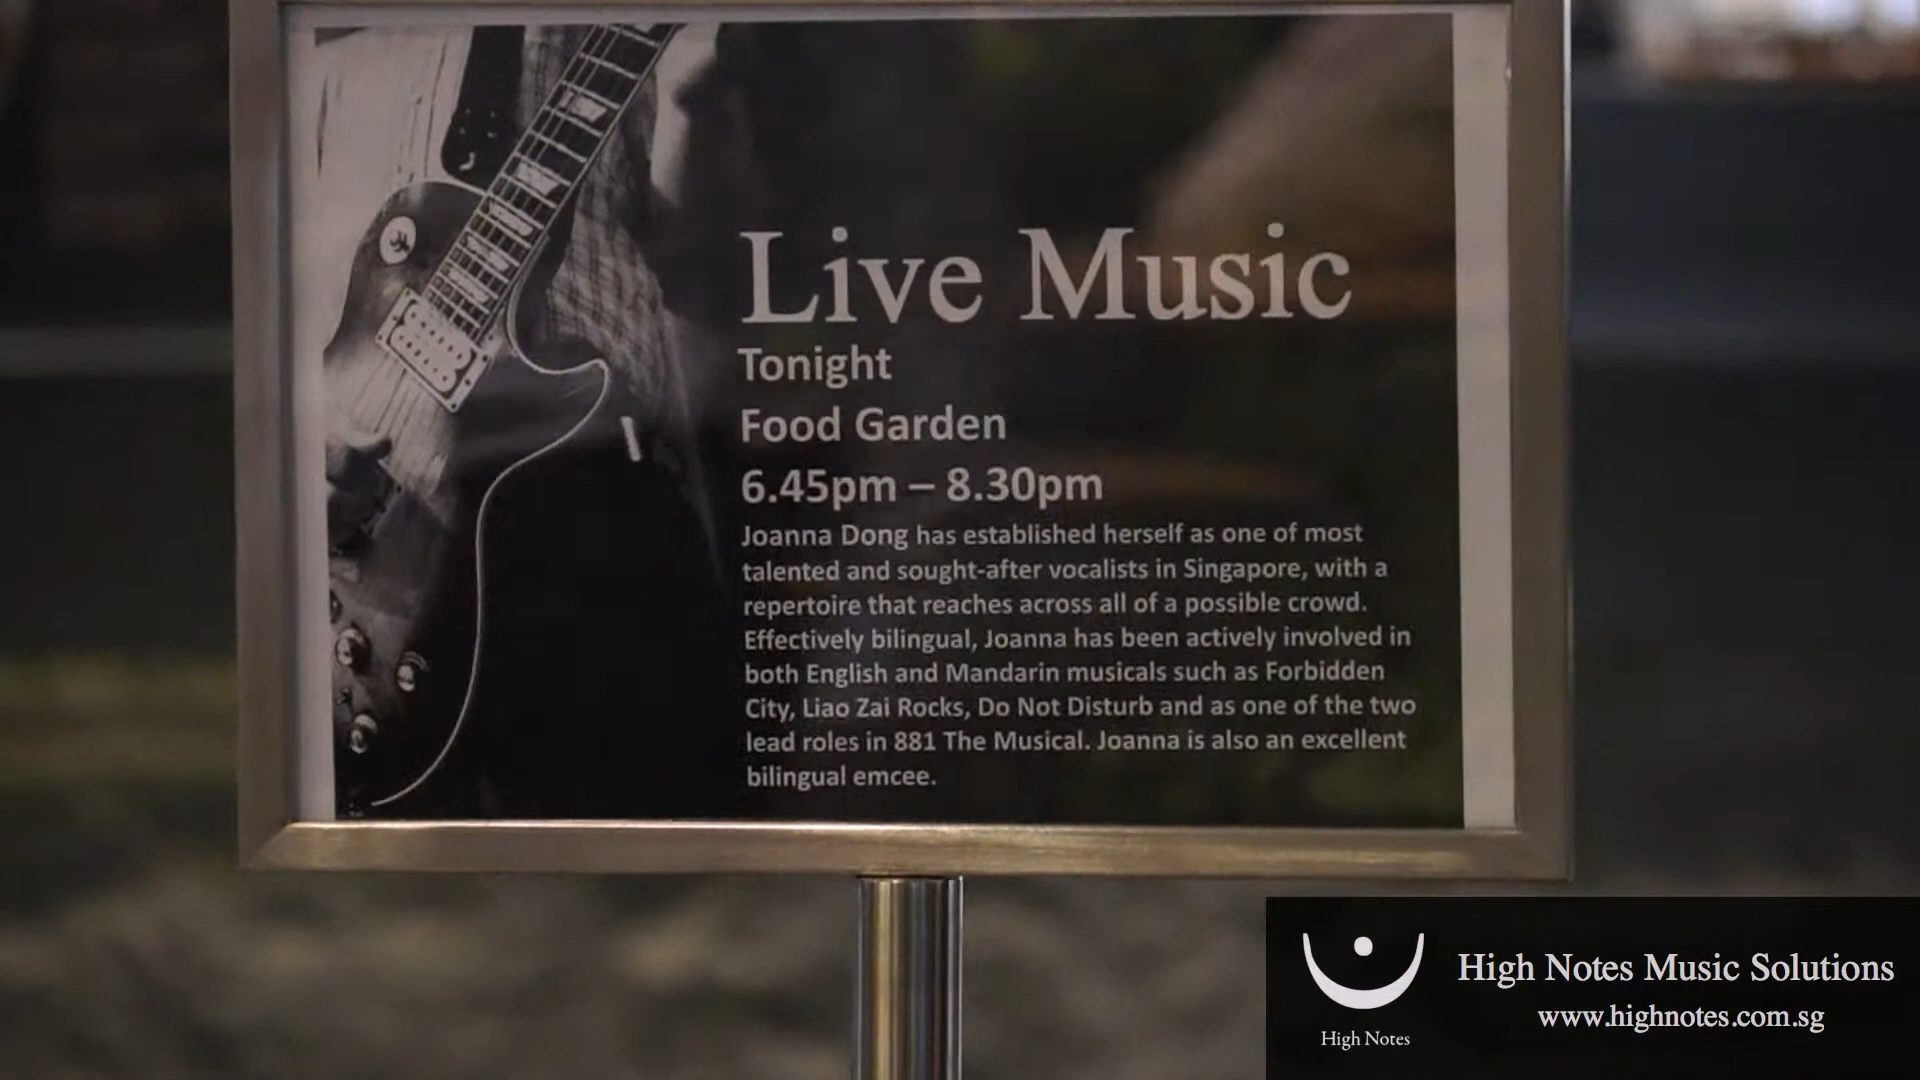 Live Music
Tonight
Food Garden
6.45pm – 8.30pm
Joanna Dong has established herself as one of most
talented and sought-after vocalists in Singapore, with a
repertoire that reaches across all of a possible crowd.
Effectively bilingual, Joanna has been actively involved in
both English and Mandarin musicals such as Forbidden
City, Liao Zai Rocks, Do Not Disturb and as one of the two
lead roles in 881 The Musical. Joanna is also an excellent
bilingual emcee.
High Notes Music Solutions
www.highnotes.com.sg
High Notes